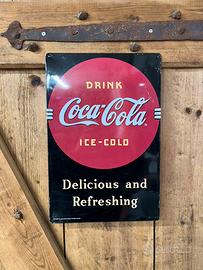 DRINK
Coca-Cola
ICE-COLD
Delicious and
Refreshing